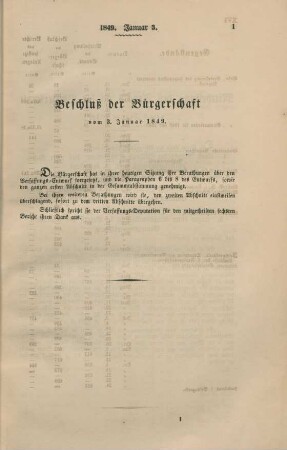 1849. Januar 3.
1
Beschluß der Bürgerschaft
vom 3. Januar 1849.
Die Bürgerschaft hat in ihrer heutigen Sitzung ihre Berathungen über den
Verfassungs-Entwurf fortgesetzt, und die Paragraphen 6 bis 8 des Entwurfs, sowie
den ganzen ersten Abschnitt in der Gesammtabstimmung genehmigt.
Bei ihren weiteren Berathungen wird sie, den zweiten Abschnitt einstweilen
überschlagend, sofort zu dem dritten Abschnitte übergehen.
Schließlich spricht sie der Verfassungs-Deputation für den mitgetheilten sechsten
Bericht ihren Dank aus.
1